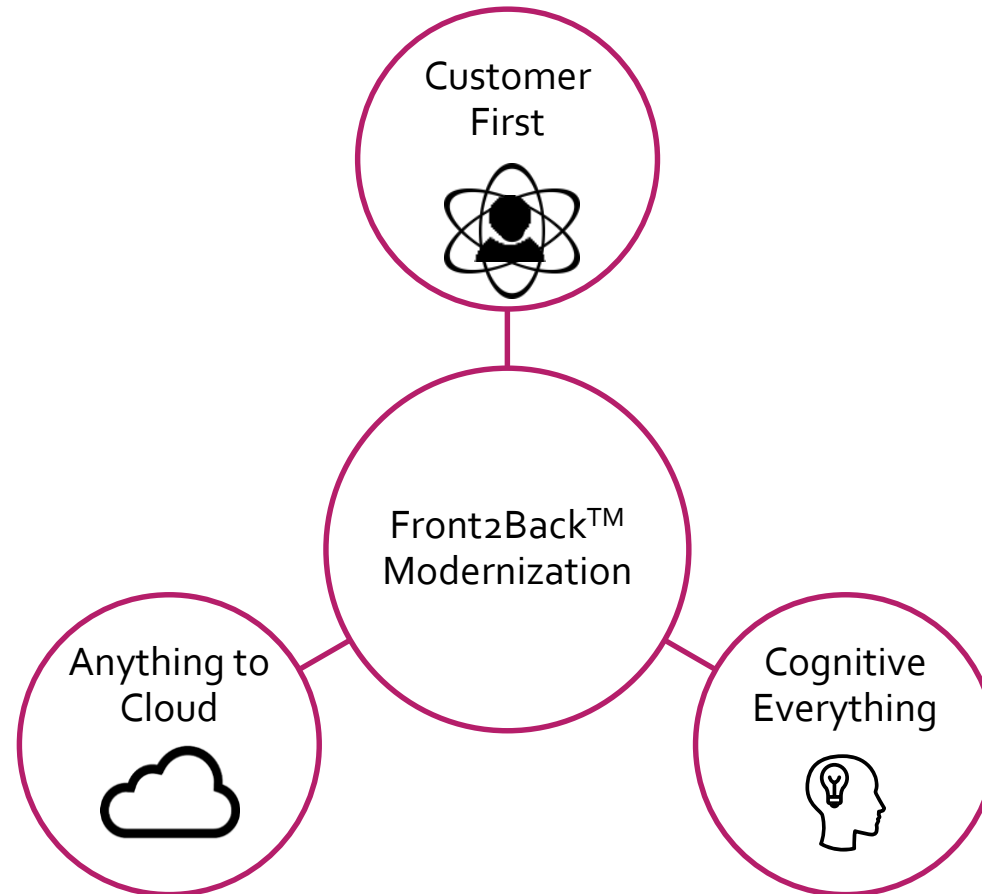 Customer
First
Front2Back™
Modernization
Anything to
Cloud
Cognitive
Everything